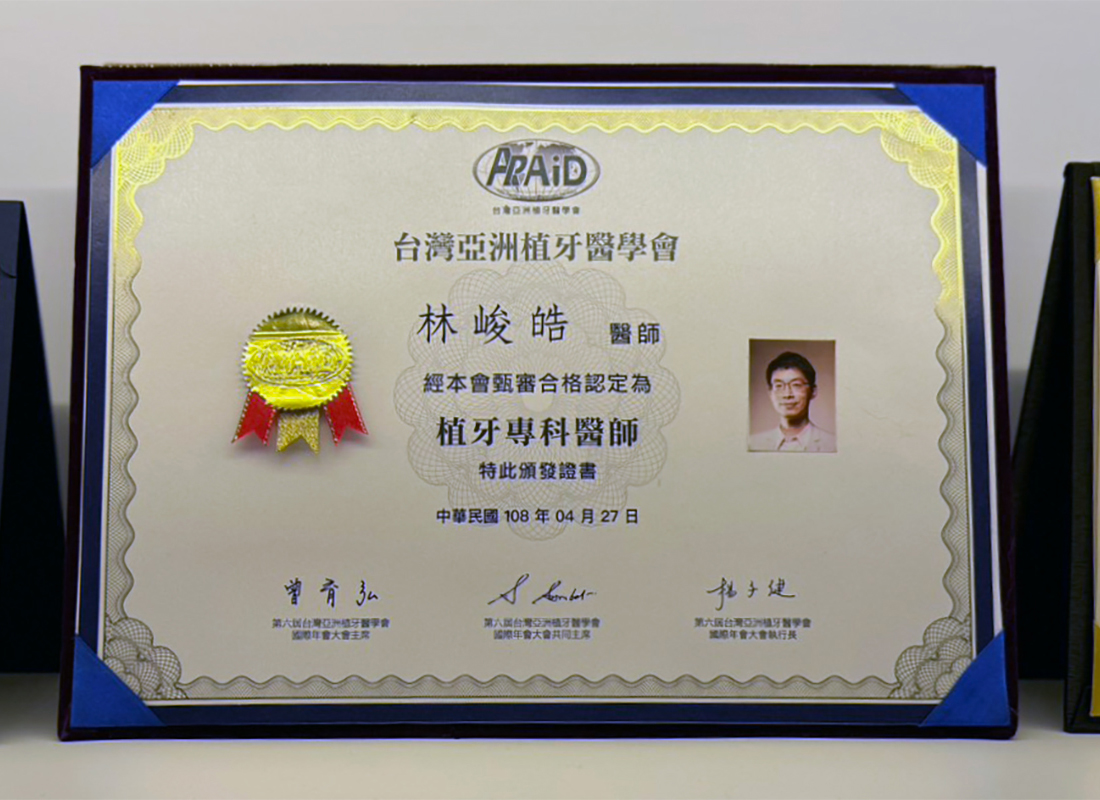 APAiD
台灣亞洲植牙醫學會
台灣亞洲植牙醫學會
林峻皓 醫師
經本會甄審合格認定為
植牙專科醫師
特此頒發證書
中華民國 108 年 04 月 27 日
曾育弘
楊子健
第六屆台灣亞洲植牙醫學會
國際年會大會主席
第六屆台灣亞洲植牙醫學會
國際年會大會共同主席
第六屆台灣亞洲植牙醫學會
國際年會大會執行長